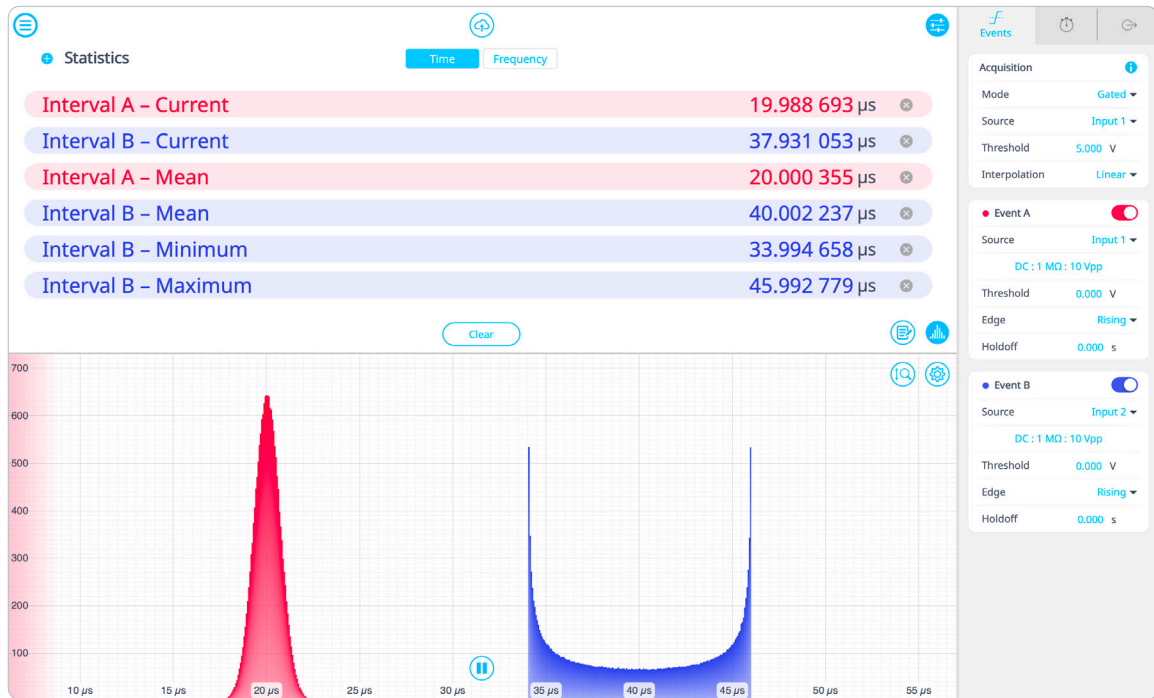 Statistics
Time Frequency
Interval A – Current 19.988 693 µs
Interval B – Current 37.931 053 µs
Interval A – Mean 20.000 355 µs
Interval B – Mean 40.002 237 µs
Interval B – Minimum 33.994 658 µs
Interval B – Maximum 45.992 779 µs
Clear
700
600
500
400
300
200
100
10 µs 15 µs 20 µs 25 µs 30 µs 35 µs 40 µs 45 µs 50 µs 55 µs
Events
Acquisition
Mode Gated
Source Input 1
Threshold 5.000 V
Interpolation Linear
Event A
Source Input 1
DC : 1 MΩ : 10 Vpp
Threshold 0.000 V
Edge Rising
Holdoff 0.000 s
Event B
Source Input 2
DC : 1 MΩ : 10 Vpp
Threshold 0.000 V
Edge Rising
Holdoff 0.000 s